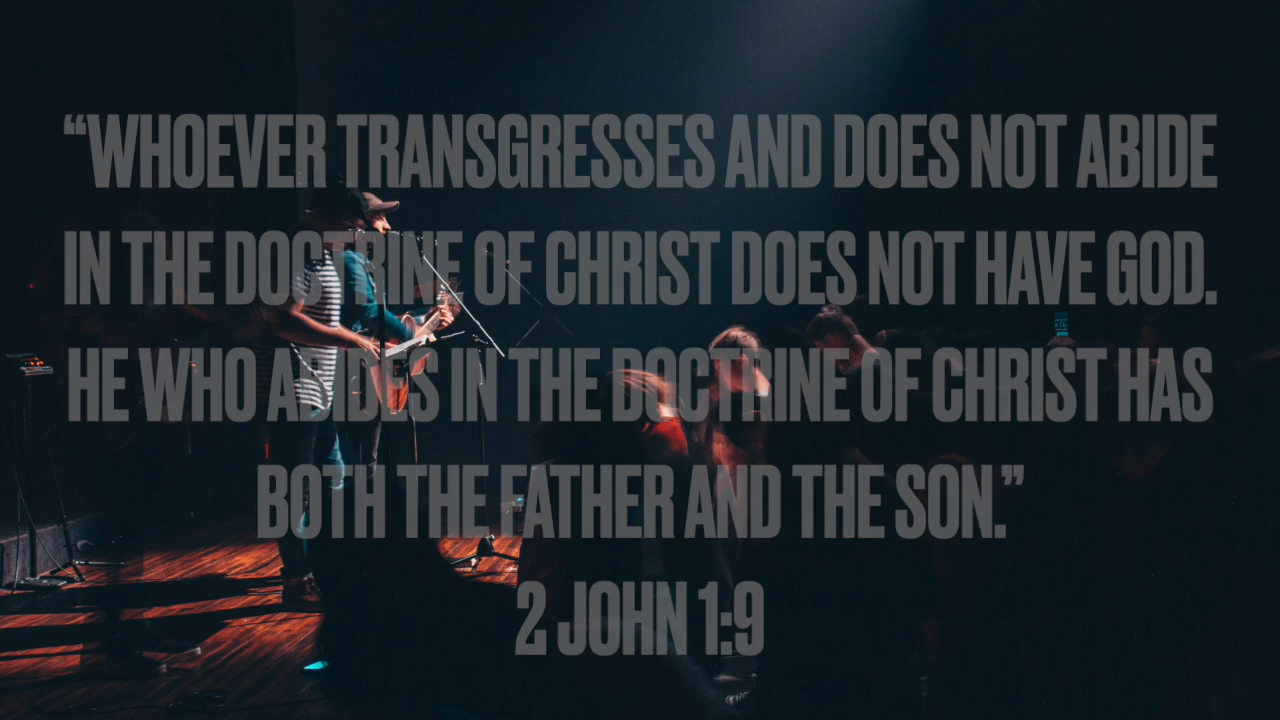 “WHOEVER TRANSGRESSES AND DOES NOT ABIDE
IN THE DOCTRINE OF CHRIST DOES NOT HAVE GOD.
HE WHO ABIDES IN THE DOCTRINE OF CHRIST HAS
BOTH THE FATHER AND THE SON.”
2 JOHN 1:9